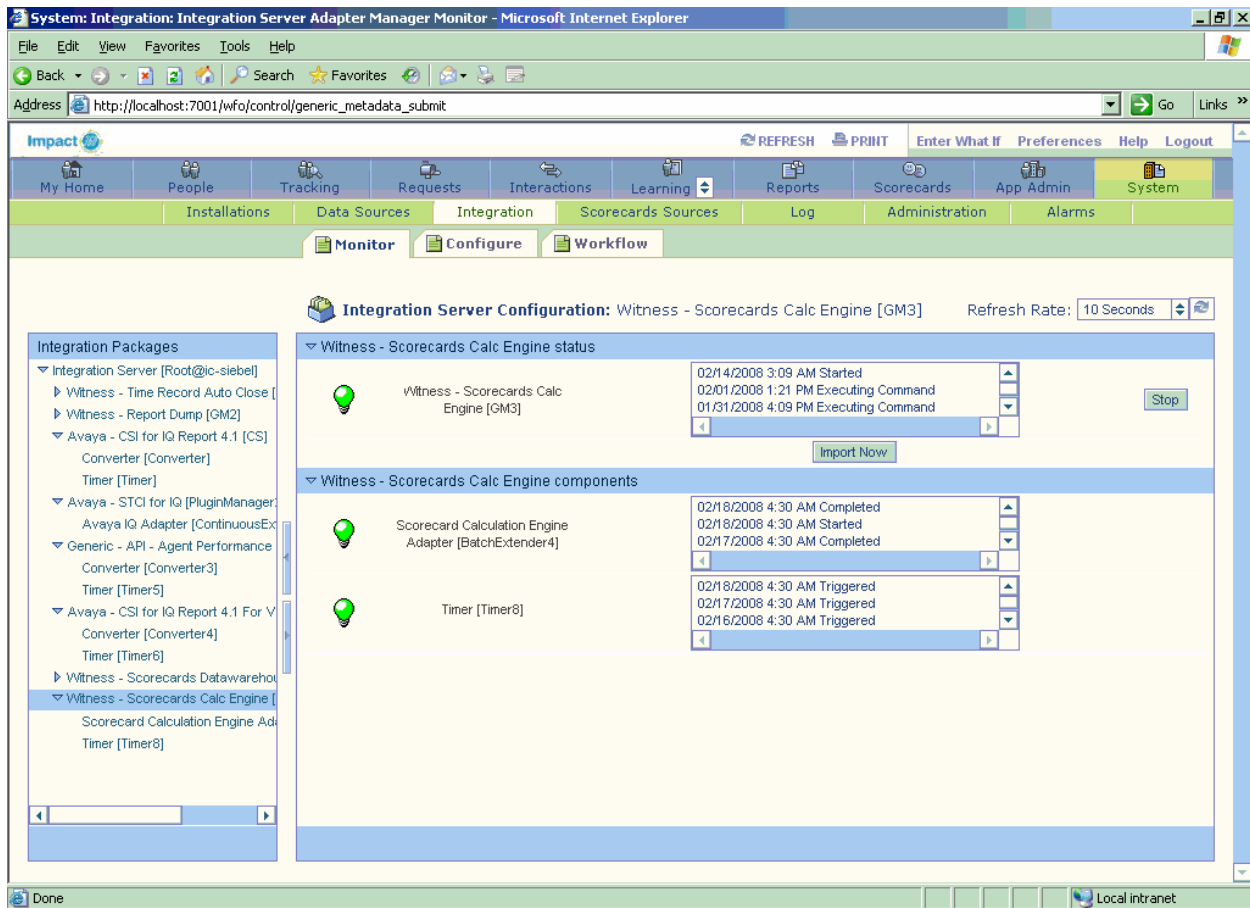 System: Integration: Integration Server Adapter Manager Monitor - Microsoft Internet Explorer
File Edit View Favorites Tools Help
Back Search Favorites
Address http://localhost:7001/wfo/control/generic_metadata_submit Go Links »
Impact REFRESH PRINT Enter What If Preferences Help Logout
My Home People Tracking Requests Interactions Learning Reports Scorecards App Admin System
Installations Data Sources Integration Scorecards Sources Log Administration Alarms
Monitor Configure Workflow
Integration Server Configuration: Witness - Scorecards Calc Engine [GM3] Refresh Rate: 10 Seconds
Integration Packages
Integration Server [Root@ic-siebel]
Witness - Time Record Auto Close [
Witness - Report Dump [GM2]
Avaya - CSI for IQ Report 4.1 [CS]
Converter [Converter]
Timer [Timer]
Avaya - STCI for IQ [PluginManager
Avaya IQ Adapter [ContinuousEx
Generic - API - Agent Performance
Converter [Converter3]
Timer [Timer5]
Avaya - CSI for IQ Report 4.1 For V
Converter [Converter4]
Timer [Timer6]
Witness - Scorecards Datawarehou
Witness - Scorecards Calc Engine [
Scorecard Calculation Engine Ada
Timer [Timer8]
Witness - Scorecards Calc Engine status
Witness - Scorecards Calc
Engine [GM3]
02/14/2008 3:09 AM Started
02/01/2008 1:21 PM Executing Command
01/31/2008 4:09 PM Executing Command
Stop
Import Now
Witness - Scorecards Calc Engine components
Scorecard Calculation Engine
Adapter [BatchExtender4]
02/18/2008 4:30 AM Completed
02/18/2008 4:30 AM Started
02/17/2008 4:30 AM Completed
Timer [Timer8]
02/18/2008 4:30 AM Triggered
02/17/2008 4:30 AM Triggered
02/16/2008 4:30 AM Triggered
Done Local intranet